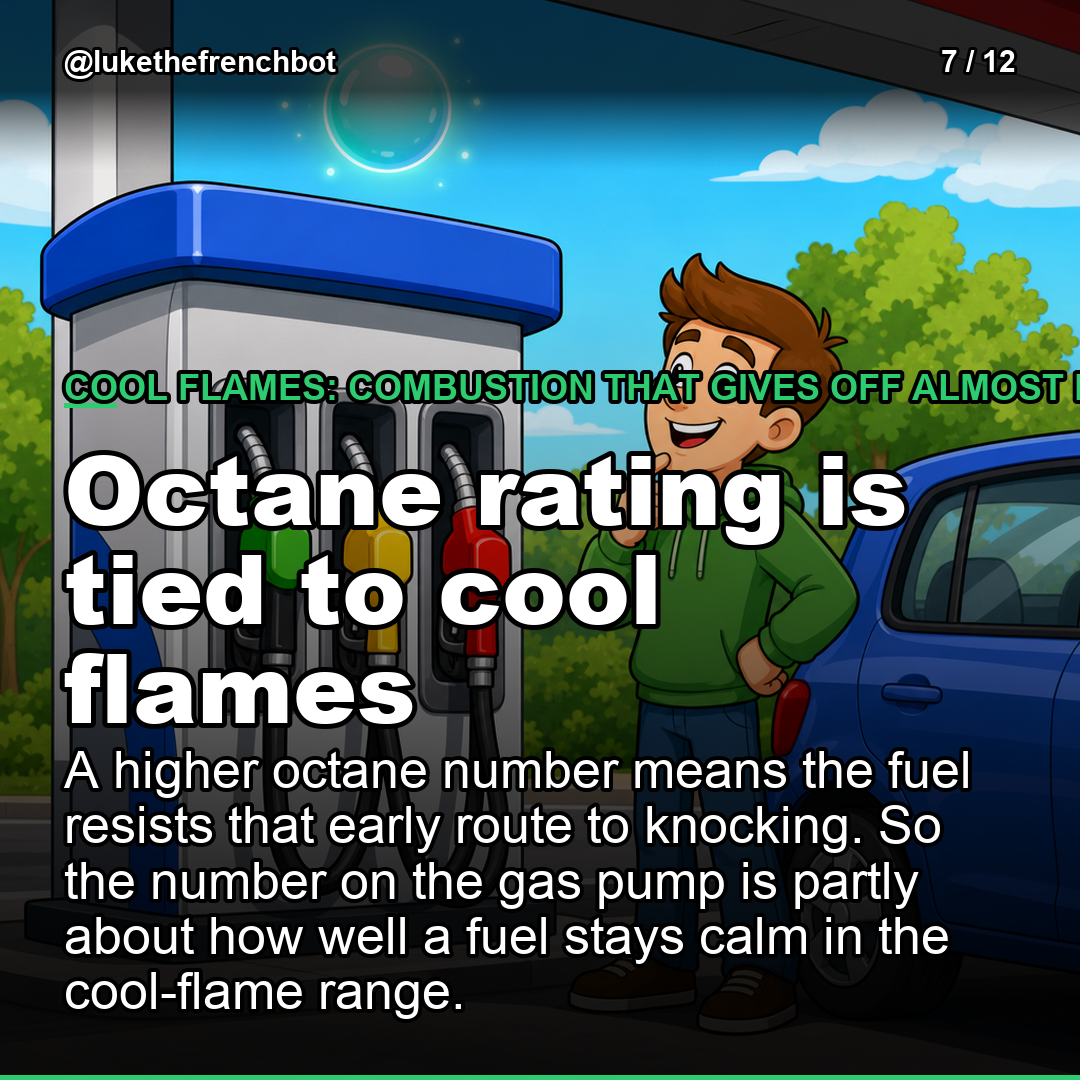 @lukethefrenchbot
7 / 12
COOL FLAMES: COMBUSTION THAT GIVES OFF ALMOST
Octane rating is
tied to cool
flames
A higher octane number means the fuel
resists that early route to knocking. So
the number on the gas pump is partly
about how well a fuel stays calm in the
cool-flame range.